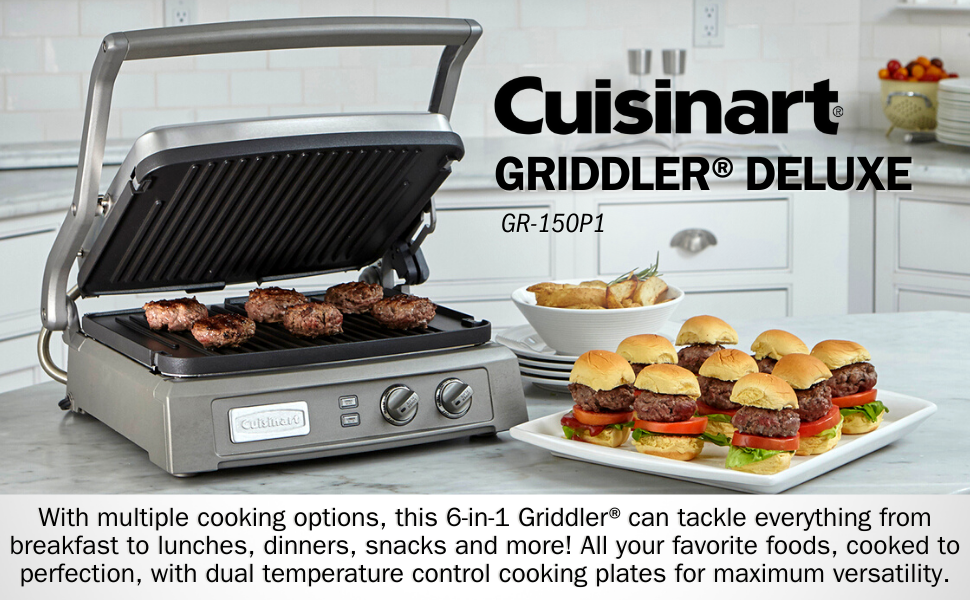 Cuisinart®
GRIDDLER® DELUXE
GR-150P1
Cuisinart
With multiple cooking options, this 6-in-1 Griddler® can tackle everything from
breakfast to lunches, dinners, snacks and more! All your favorite foods, cooked to
perfection, with dual temperature control cooking plates for maximum versatility.